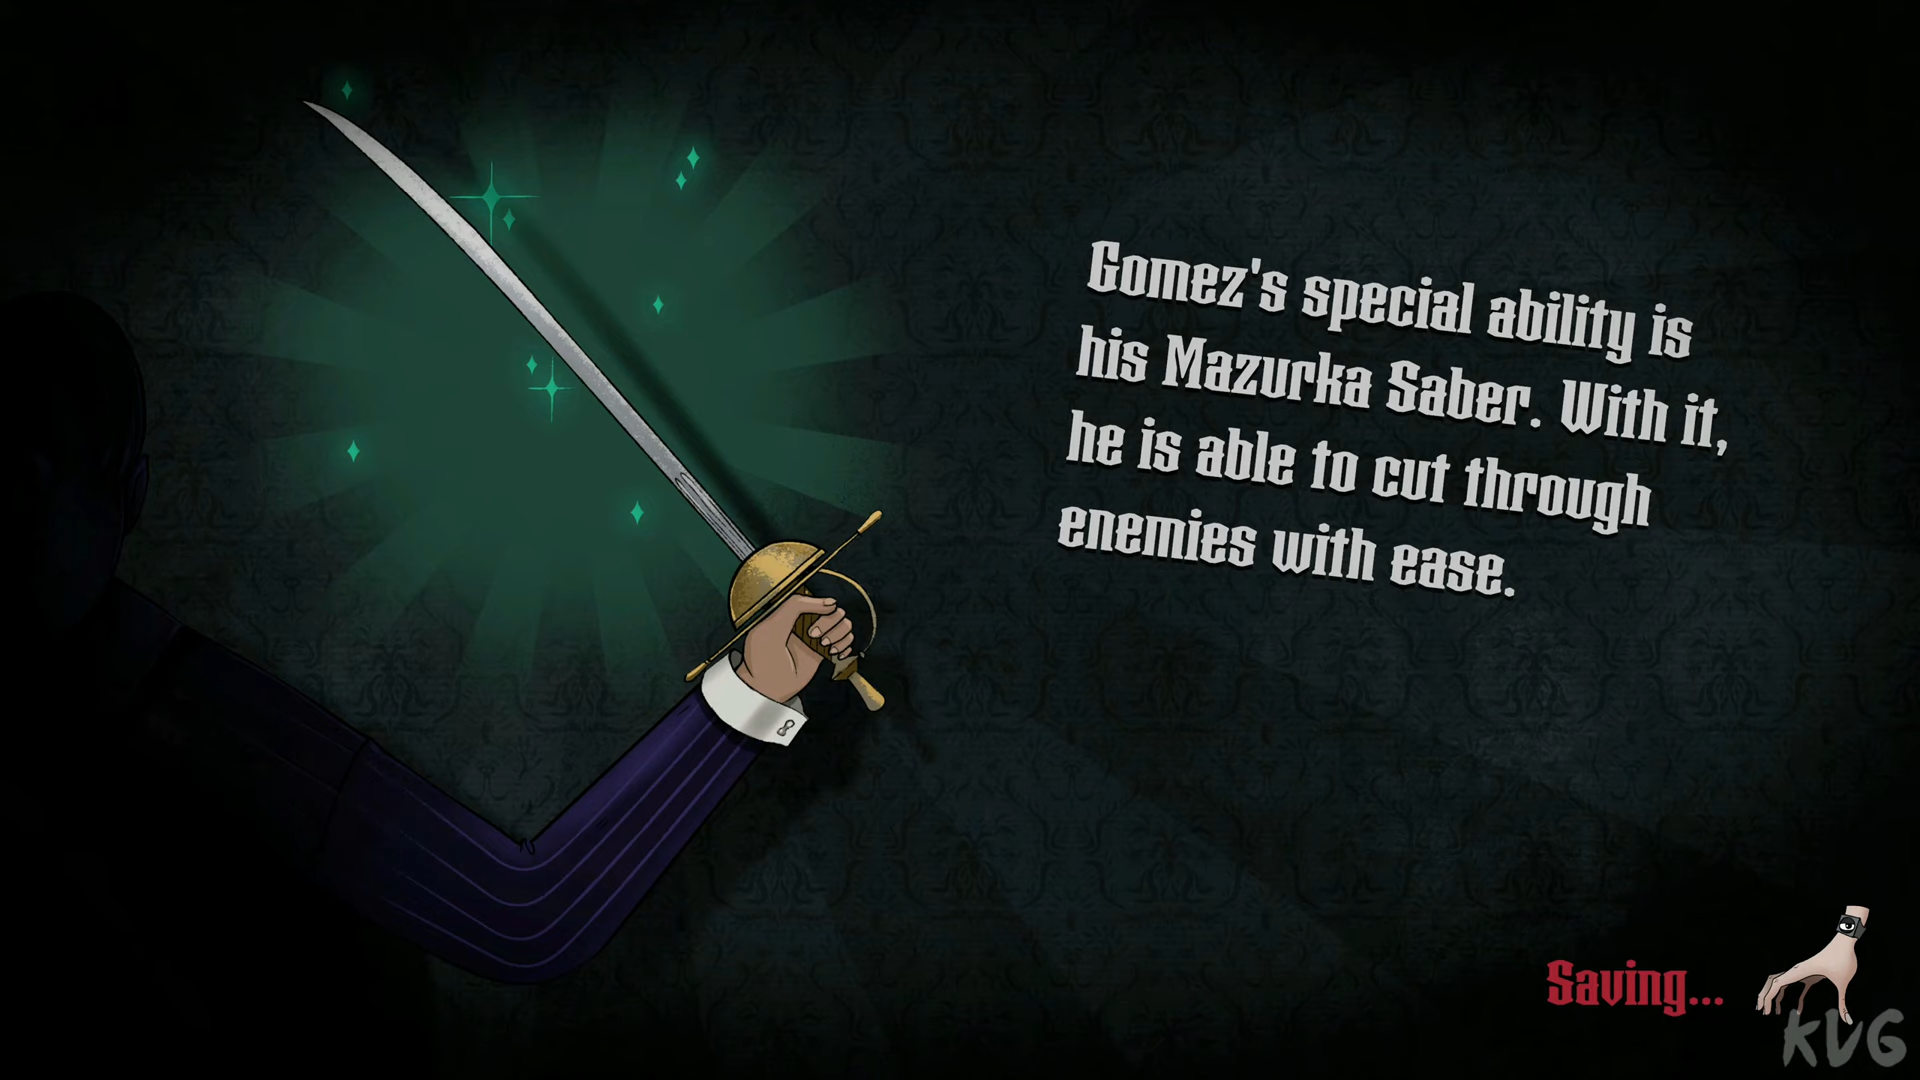 Gomez's special ability is
his Mazurka Saber. With it,
he is able to cut through
enemies with ease.
Saving...
KVG